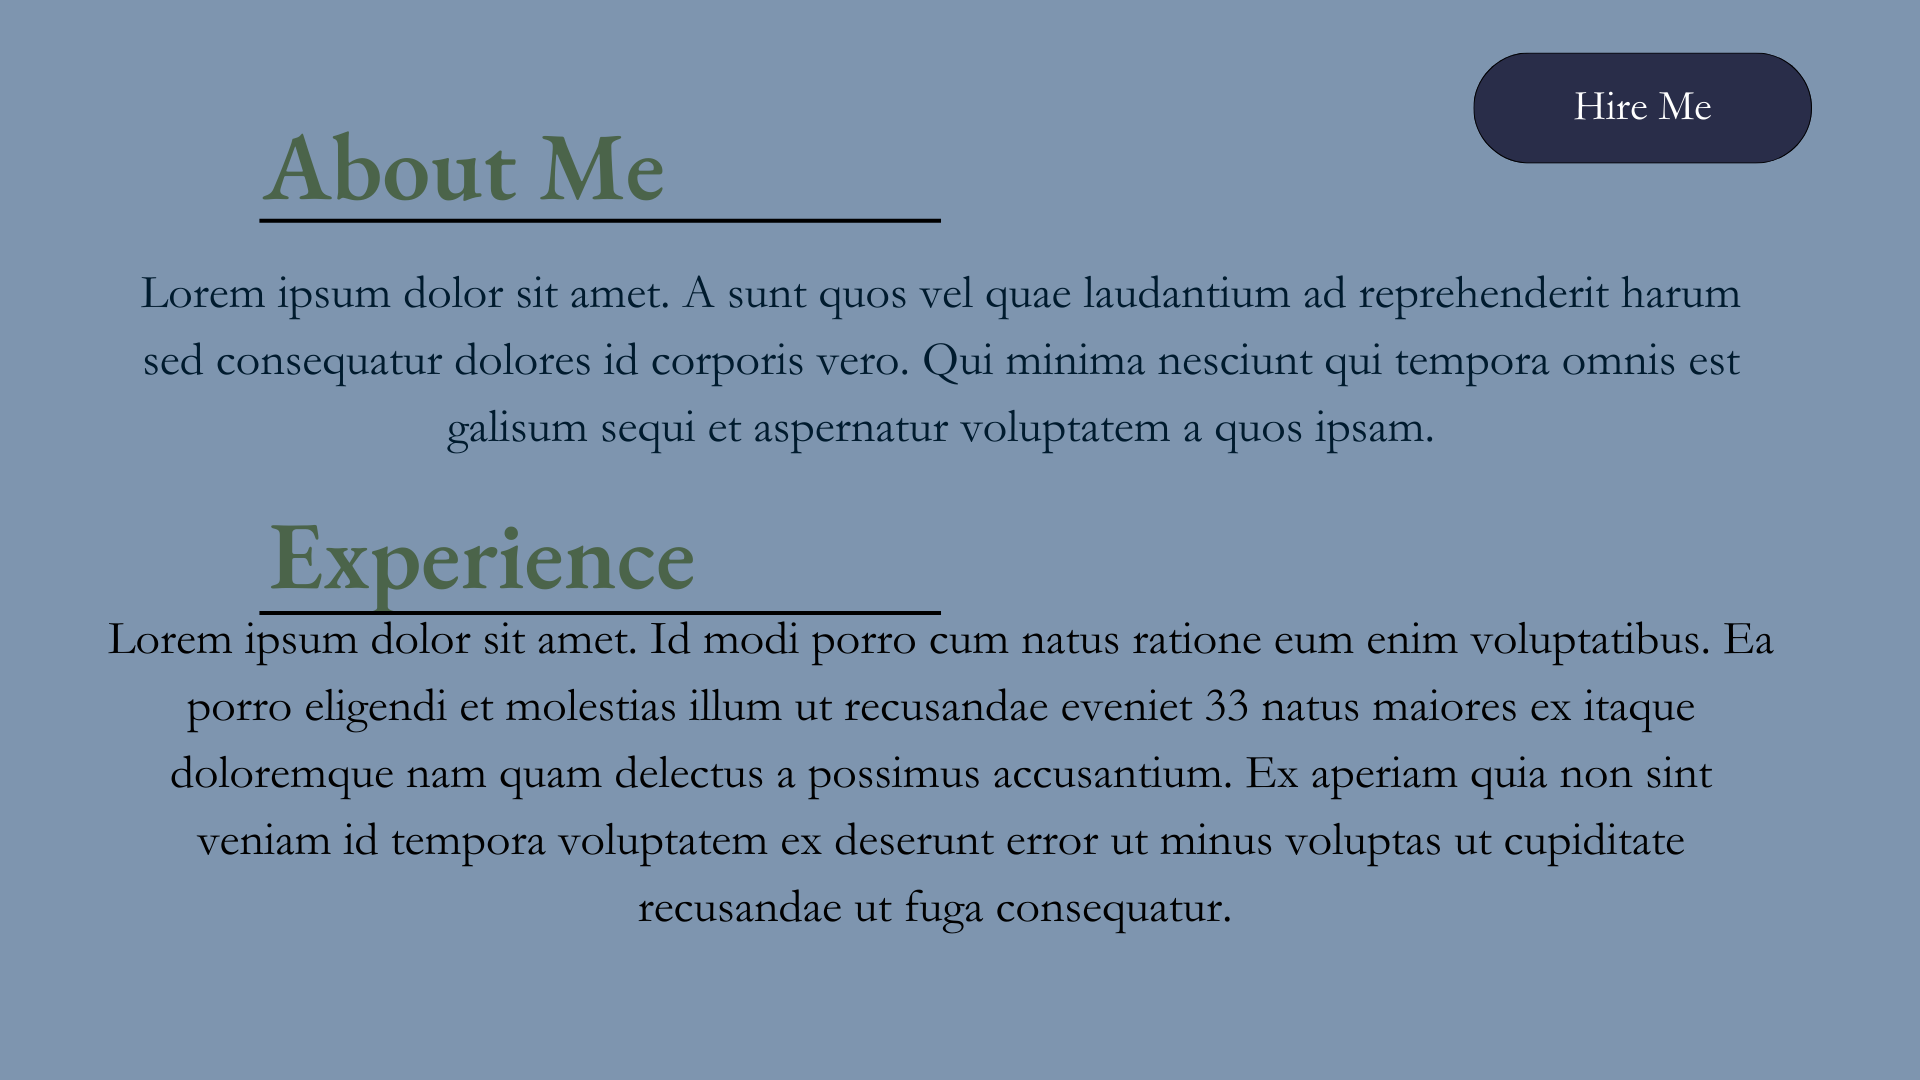 Hire Me
About Me
Lorem ipsum dolor sit amet. A sunt quos vel quae laudantium ad reprehenderit harum
sed consequatur dolores id corporis vero. Qui minima nesciunt qui tempora omnis est
galisum sequi et aspernatur voluptatem a quos ipsam.
Experience
Lorem ipsum dolor sit amet. Id modi porro cum natus ratione eum enim voluptatibus. Ea
porro eligendi et molestias illum ut recusandae eveniet 33 natus maiores ex itaque
doloremque nam quam delectus a possimus accusantium. Ex aperiam quia non sint
veniam id tempora voluptatem ex deserunt error ut minus voluptas ut cupiditate
recusandae ut fuga consequatur.